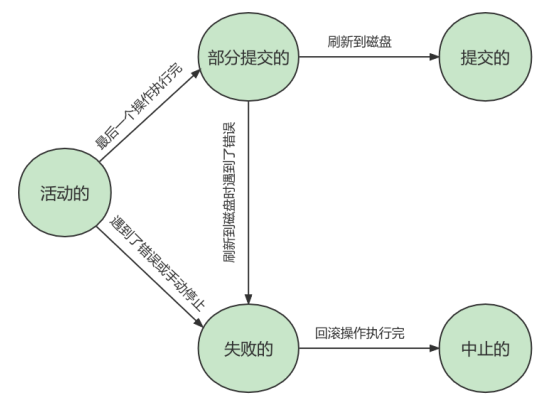 部分提交的
刷新到磁盘
提交的
最后一个操作执行完
刷新到磁盘时遇到了错误
活动的
遇到了错误或手动停止
失败的
回滚操作执行完
中止的